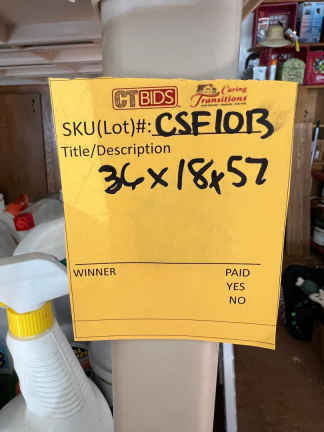 CTBIDS Caring Transitions
SKU(Lot)#: CSF10B
Title/Description
36x18x57
WINNER PAID
YES
NO